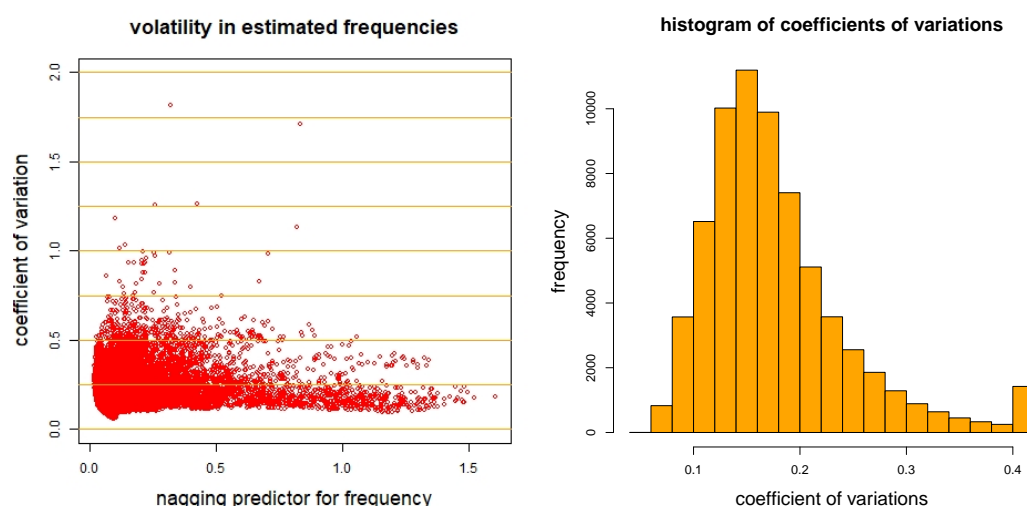 volatility in estimated frequencies
coefficient of variation
0.0
0.5
1.0
1.5
2.0
0.0 0.5 1.0 1.5
nagging predictor for frequency
histogram of coefficients of variations
frequency
0
2000
4000
6000
8000
10000
0.1 0.2 0.3 0.4
coefficient of variations